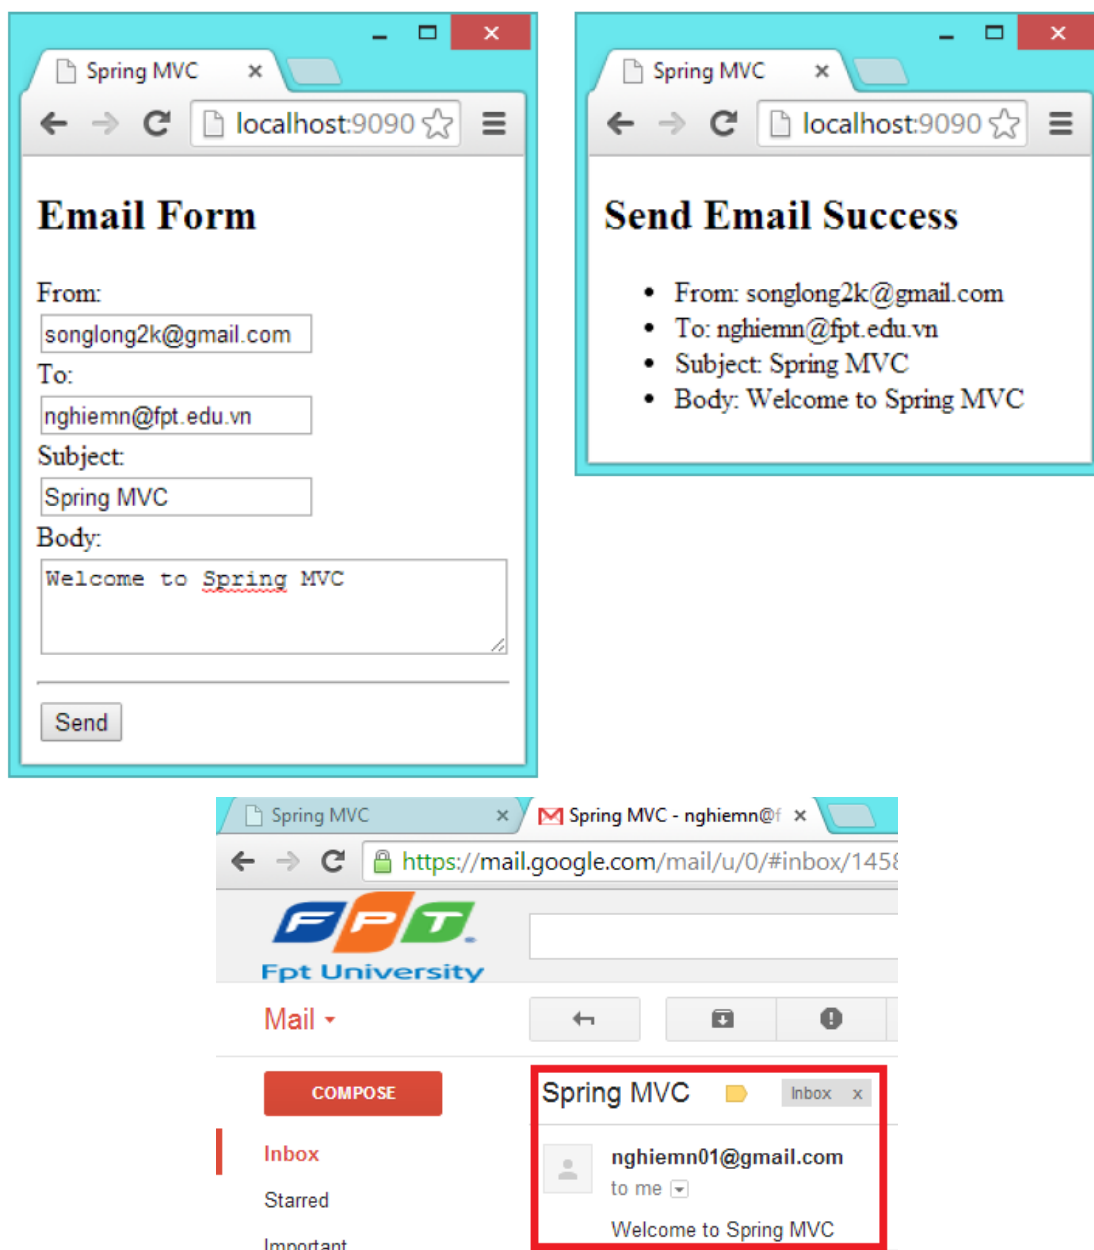 Spring MVC
localhost:9090
Email Form
From:
songlong2k@gmail.com
To:
nghiemn@fpt.edu.vn
Subject:
Spring MVC
Body:
Welcome to Spring MVC
Send
Spring MVC
localhost:9090
Send Email Success
• From: songlong2k@gmail.com
• To: nghiemn@fpt.edu.vn
• Subject: Spring MVC
• Body: Welcome to Spring MVC
Spring MVC
Spring MVC - nghiemn@f
https://mail.google.com/mail/u/0/#inbox/1458
FPT.
Fpt University
Mail
COMPOSE
Inbox
Starred
Important
Spring MVC
Inbox x
nghiemn01@gmail.com
to me
Welcome to Spring MVC